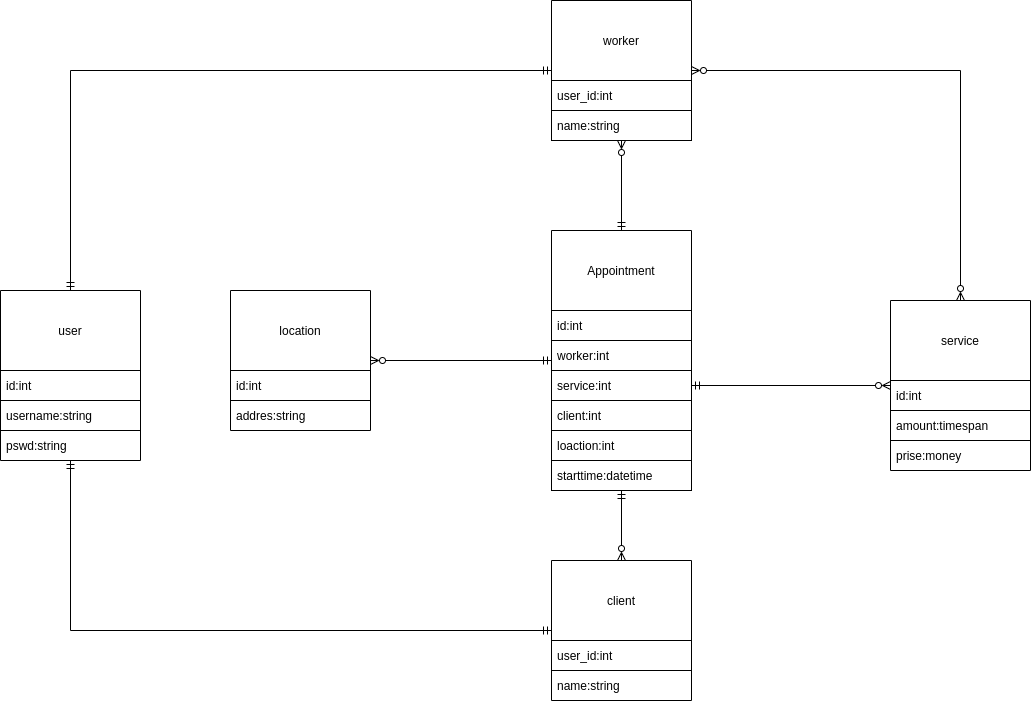 worker
user_id:int
name:string
user
id:int
username:string
pswd:string
location
id:int
addres:string
Appointment
id:int
worker:int
service:int
client:int
loaction:int
starttime:datetime
service
id:int
amount:timespan
prise:money
client
user_id:int
name:string